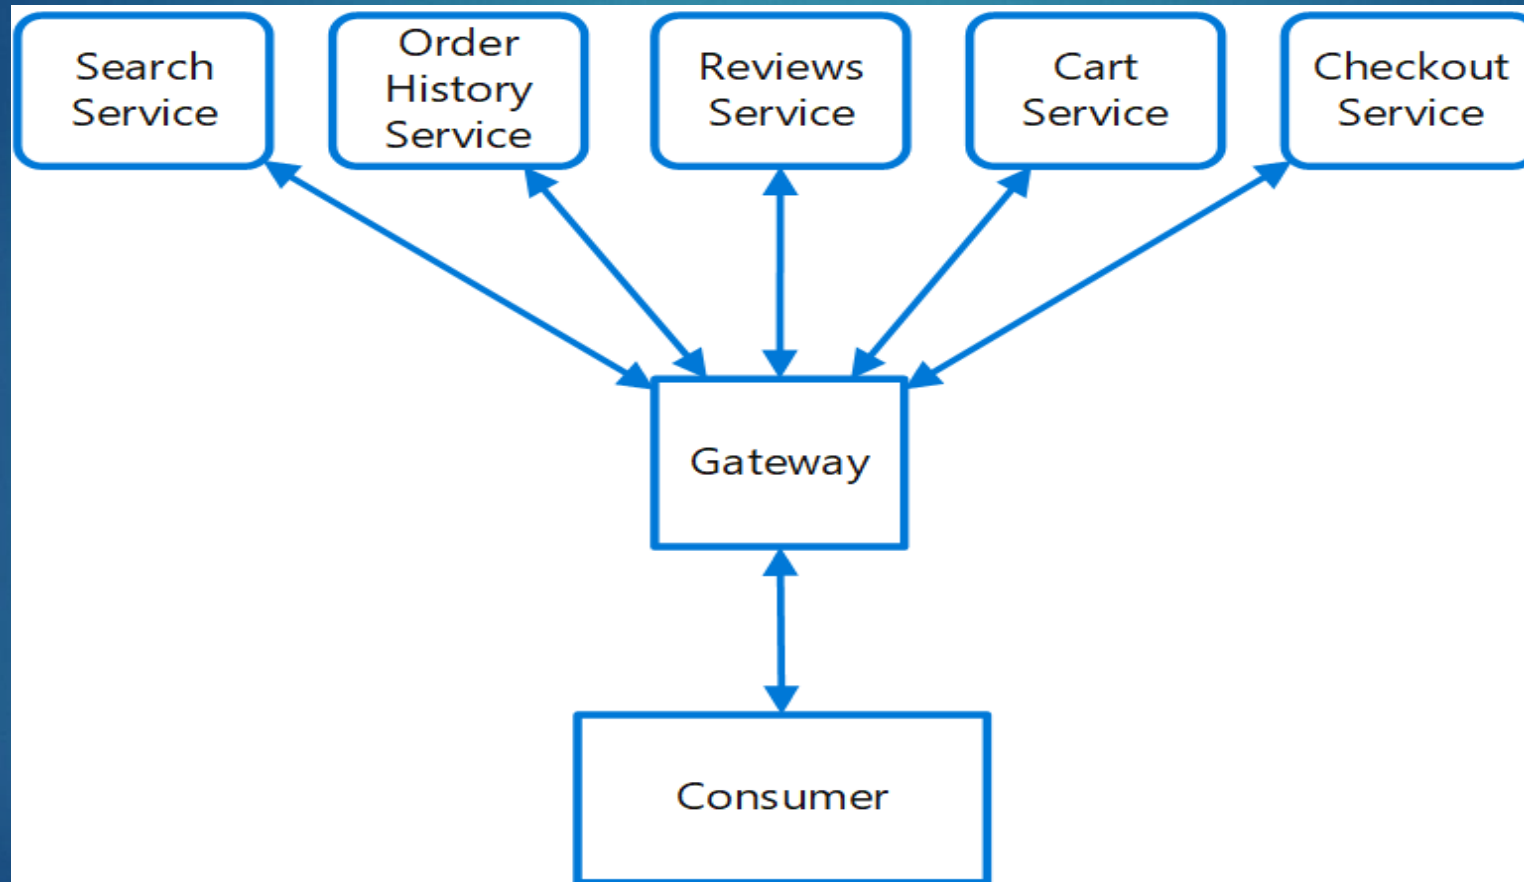 Search
Service
Order
History
Service
Reviews
Service
Cart
Service
Checkout
Service
Gateway
Consumer